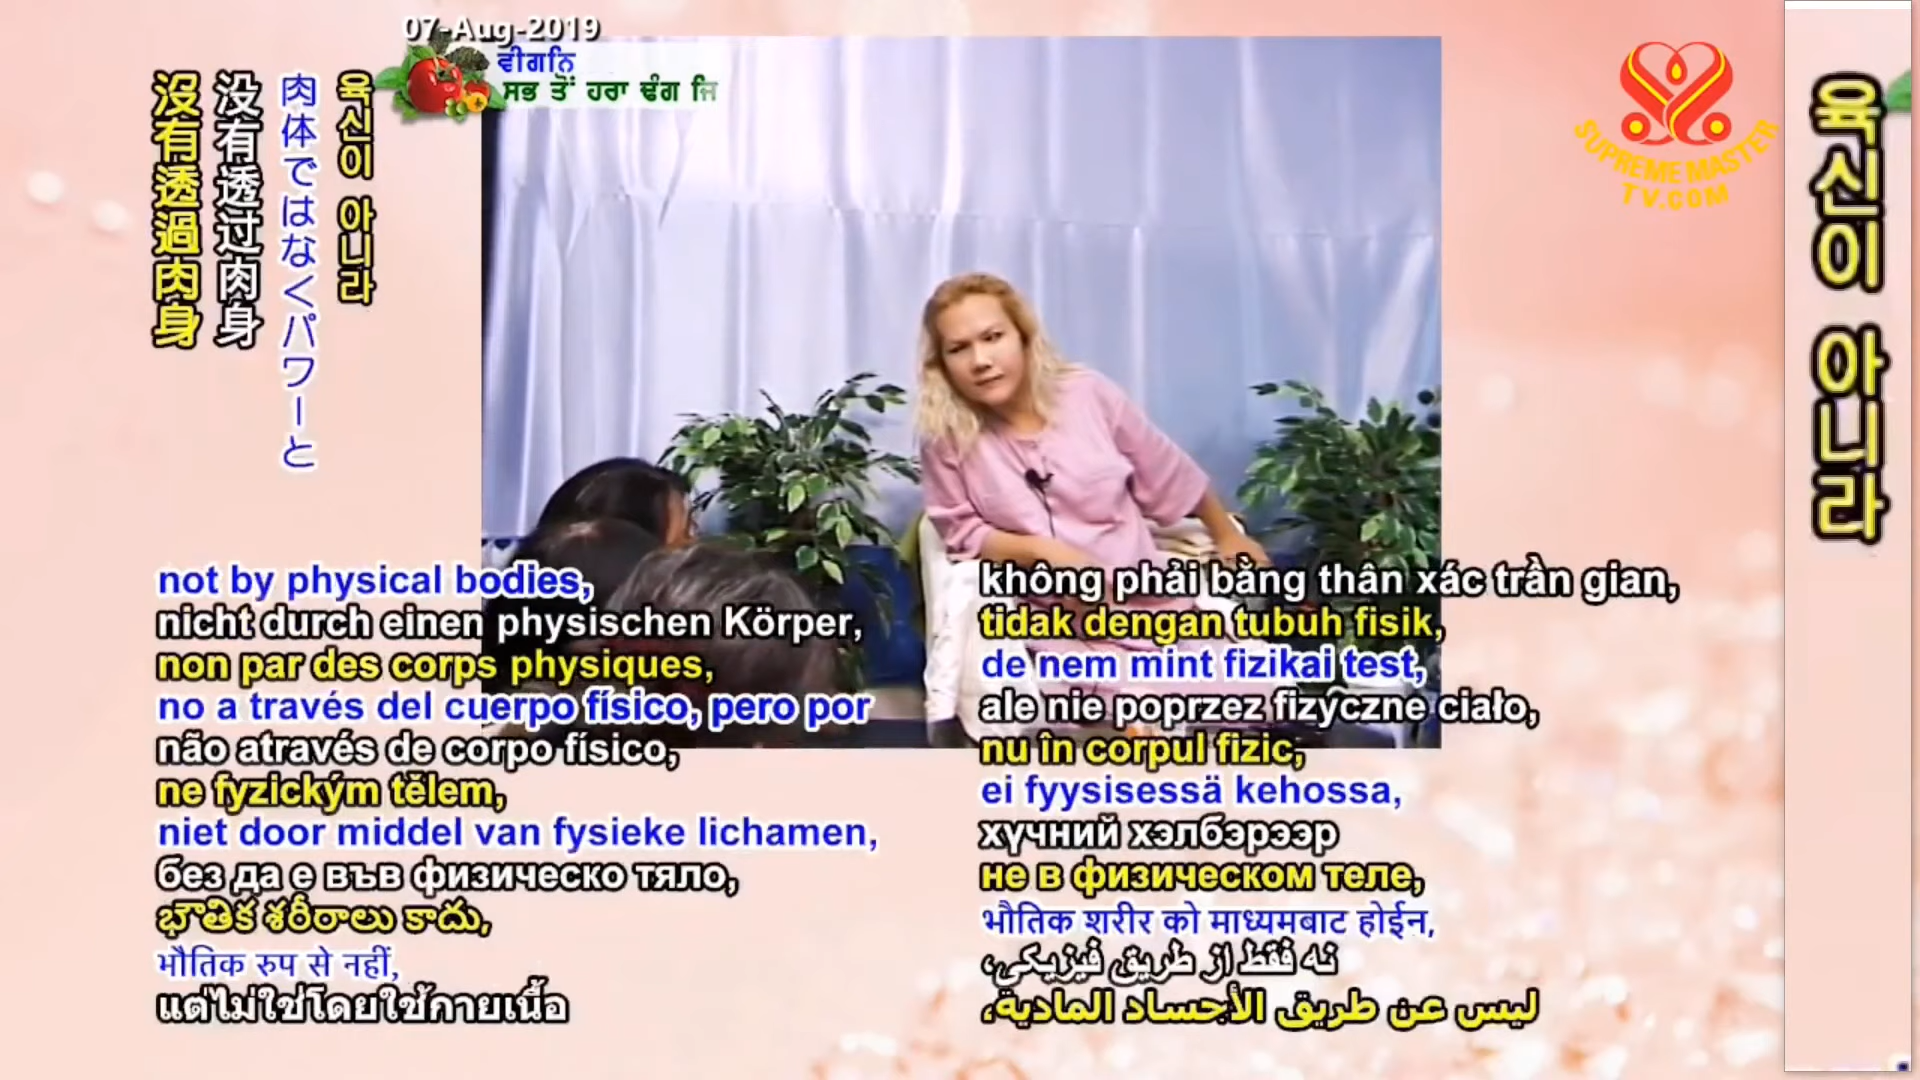 07-Aug-2019
ਵੀਗਨਿ
ਸਭ ਤੋਂ ਹਰਾ ਢੰਗ ਜਿ
SUPREME MASTER
TV.COM
육신이 아니라
肉体ではなくパワーと
没有透过肉身
沒有透過肉身
육신이 아니라
not by physical bodies,
nicht durch einen physischen Körper,
non par des corps physiques,
no a través del cuerpo físico, pero por
não através de corpo físico,
ne fyzickým tělem,
niet door middel van fysieke lichamen,
без да е във физическо тяло,
భౌతిక శరీరాలు కాదు,
भौतिक रुप से नहीं,
แต่ไม่ใช่โดยใช้กายเนื้อ
không phải bằng thân xác trần gian,
tidak dengan tubuh fisik,
de nem mint fizikai test,
ale nie poprzez fizyczne ciało,
nu în corpul fizic,
ei fyysisessä kehossa,
хүчний хэлбэрээр
не в физическом теле,
भौतिक शरीर को माध्यमबाट होईन,
نه فقط از طریق فیزیکی،
ليس عن طريق الأجساد المادية،